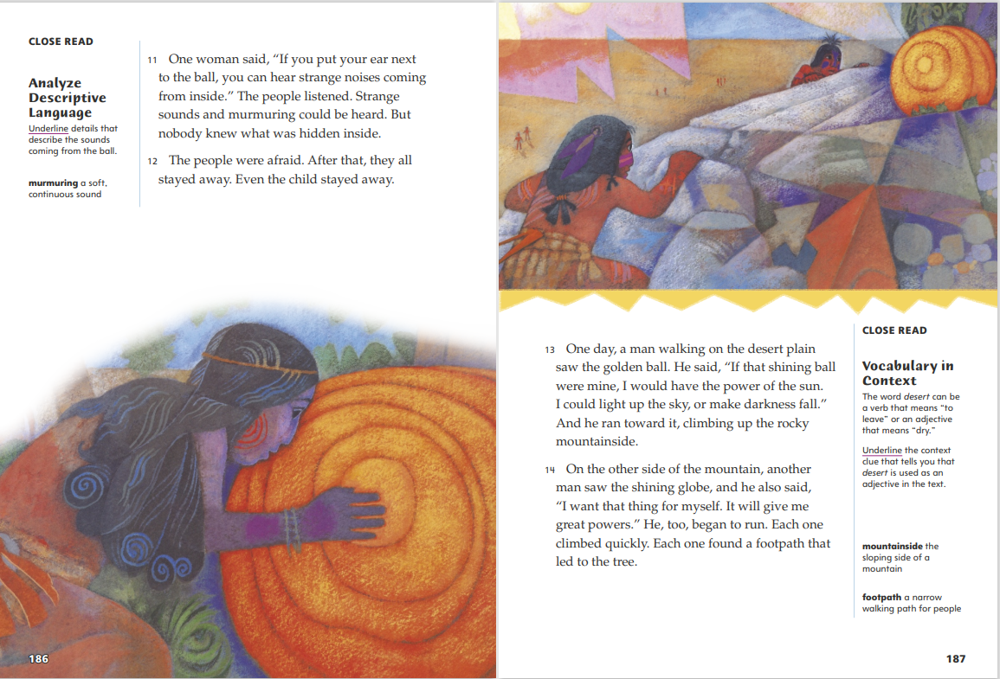 CLOSE READ
Analyze
Descriptive
Language
Underline details that
describe the sounds
coming from the ball.
murmuring a soft,
continuous sound
11 One woman said, “If you put your ear next
to the ball, you can hear strange noises coming
from inside.” The people listened. Strange
sounds and murmuring could be heard. But
nobody knew what was hidden inside.
12 The people were afraid. After that, they all
stayed away. Even the child stayed away.
186
13 One day, a man walking on the desert plain
saw the golden ball. He said, “If that shining ball
were mine, I would have the power of the sun.
I could light up the sky, or make darkness fall.”
And he ran toward it, climbing up the rocky
mountainside.
14 On the other side of the mountain, another
man saw the shining globe, and he also said,
“I want that thing for myself. It will give me
great powers.” He, too, began to run. Each one
climbed quickly. Each one found a footpath that
led to the tree.
CLOSE READ
Vocabulary in
Context
The word desert can be
a verb that means “to
leave” or an adjective
that means “dry.”
Underline the context
clue that tells you that
desert is used as an
adjective in the text.
mountainside the
sloping side of a
mountain
footpath a narrow
walking path for people
187